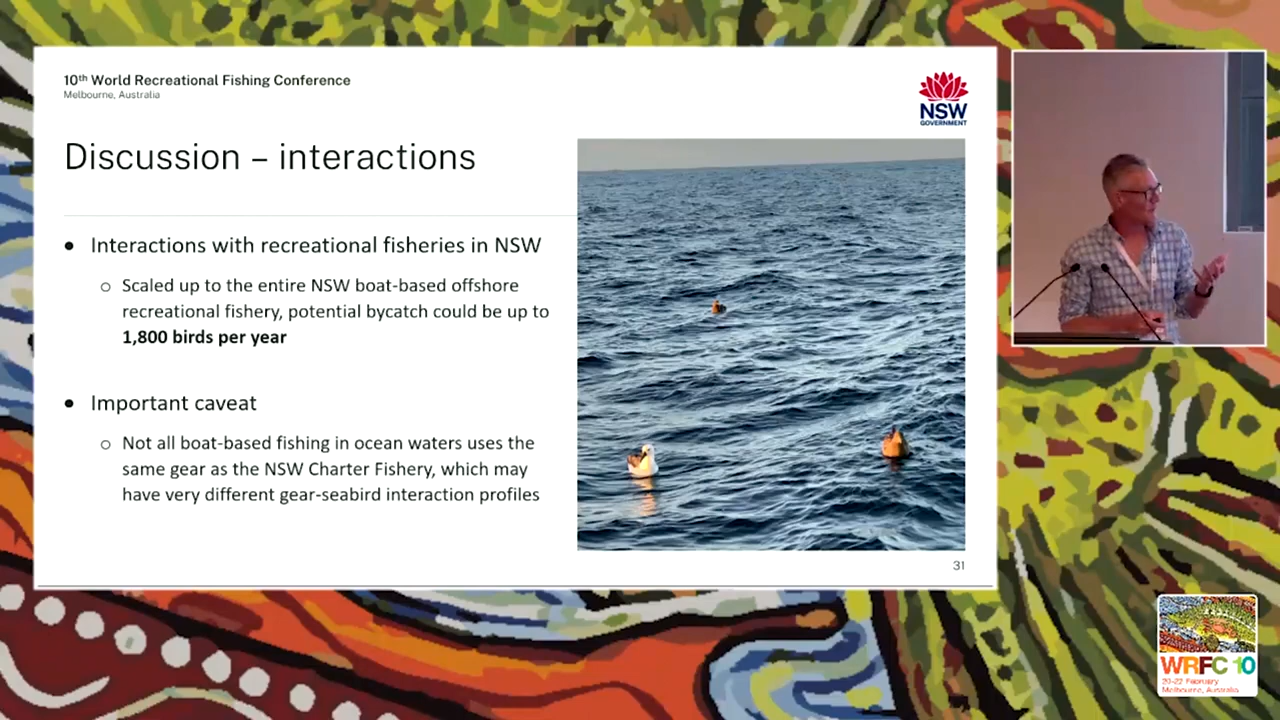 10th World Recreational Fishing Conference
Melbourne, Australia
NSW
GOVERNMENT
Discussion – interactions
• Interactions with recreational fisheries in NSW
o Scaled up to the entire NSW boat-based offshore
recreational fishery, potential bycatch could be up to
1,800 birds per year
• Important caveat
o Not all boat-based fishing in ocean waters uses the
same gear as the NSW Charter Fishery, which may
have very different gear-seabird interaction profiles
31
WRFC 10
20-22 February
Melbourne, Australia